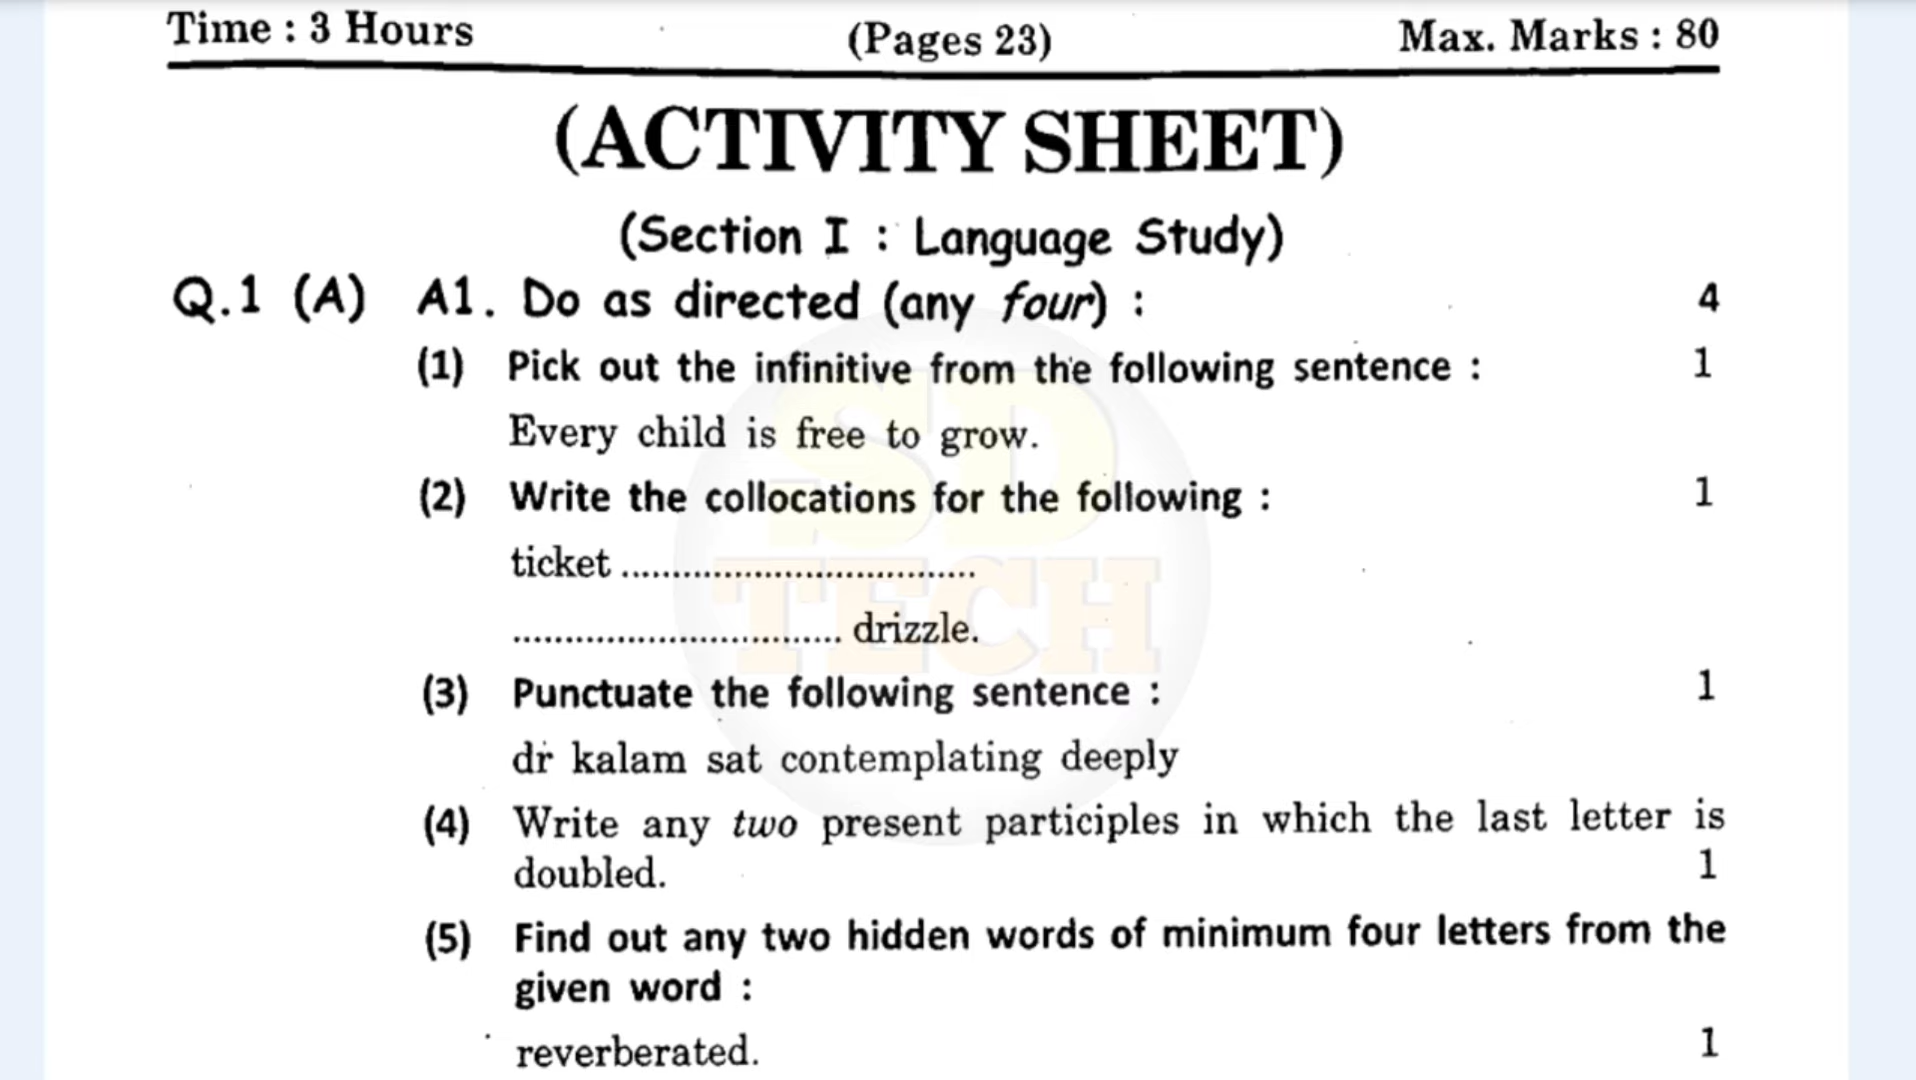 Time : 3 Hours (Pages 23) Max. Marks : 80
(ACTIVITY SHEET)
(Section I : Language Study)
Q.1 (A) A1. Do as directed (any four) : 4
(1) Pick out the infinitive from the following sentence : 1
Every child is free to grow.
(2) Write the collocations for the following : 1
ticket ...................................
................................ drizzle.
(3) Punctuate the following sentence : 1
dr kalam sat contemplating deeply
(4) Write any two present participles in which the last letter is
doubled. 1
(5) Find out any two hidden words of minimum four letters from the
given word :
reverberated. 1
SD
TECH